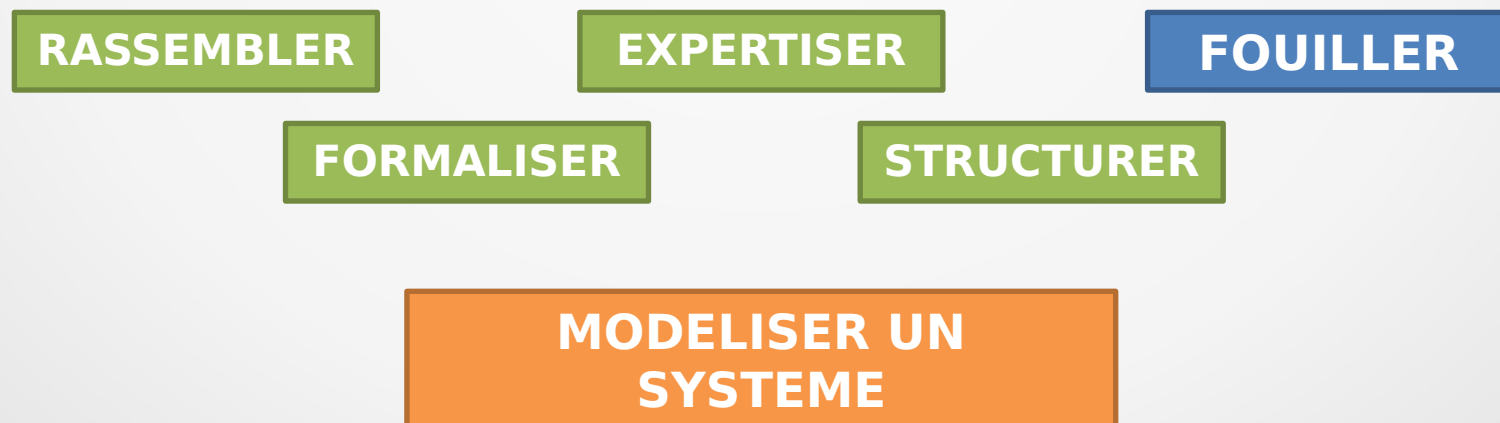 RASSEMBLER
EXPERTISER
FOUILLER
FORMALISER
STRUCTURER
MODELISER UN
SYSTEME